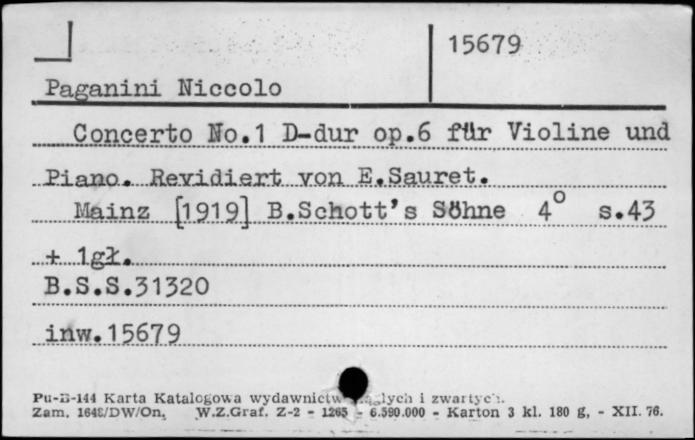 15679
Paganini Niccolo
Concerto No.1 D-dur op.6 für Violine und
Piano. Revidiert von E.Sauret.
Mainz [1919] B.Schott's Söhne 4° s.43
+ 1gł.
B.S.S.31320
inw.15679
Pu-B-144 Karta Katalogowa wydawnictw i zwartych.
Zam. 1648/DW/On. W.Z.Graf. Z-2 - 1265 - 6.590.000 - Karton 3 kl. 180 g, - XII. 76.